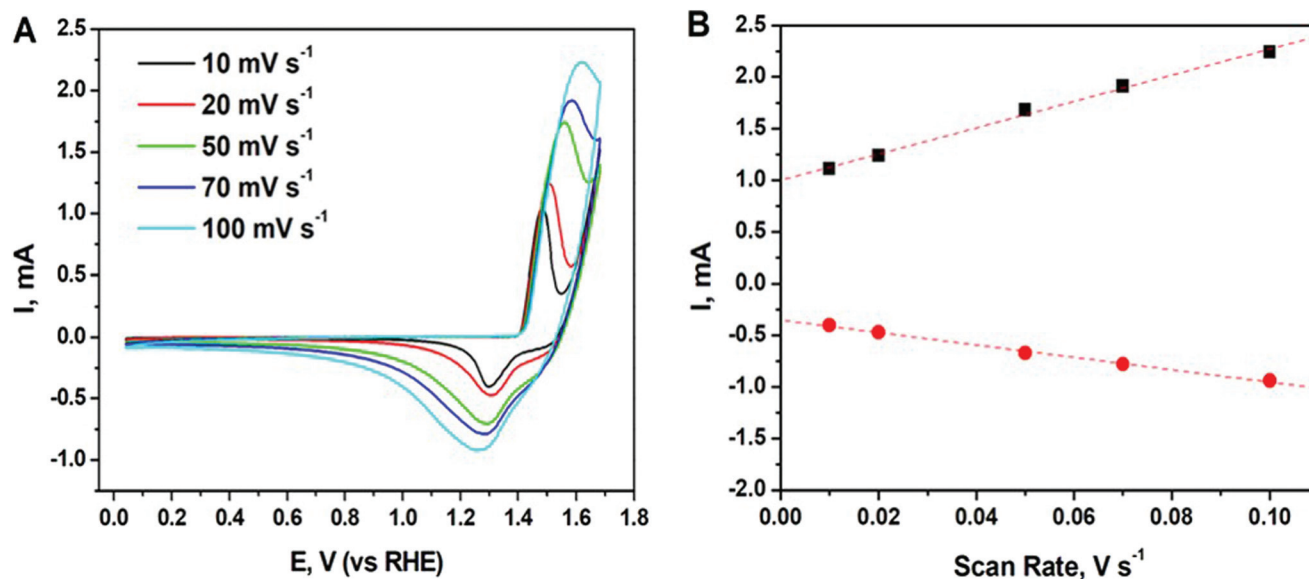 A
2.5
2.0
1.5
1.0
0.5
0.0
-0.5
-1.0
I, mA
10 mV s⁻¹
20 mV s⁻¹
50 mV s⁻¹
70 mV s⁻¹
100 mV s⁻¹
0.0 0.2 0.4 0.6 0.8 1.0 1.2 1.4 1.6 1.8
E, V (vs RHE)
B
2.5
2.0
1.5
1.0
0.5
0.0
-0.5
-1.0
-1.5
-2.0
I, mA
0.00 0.02 0.04 0.06 0.08 0.10
Scan Rate, V s⁻¹